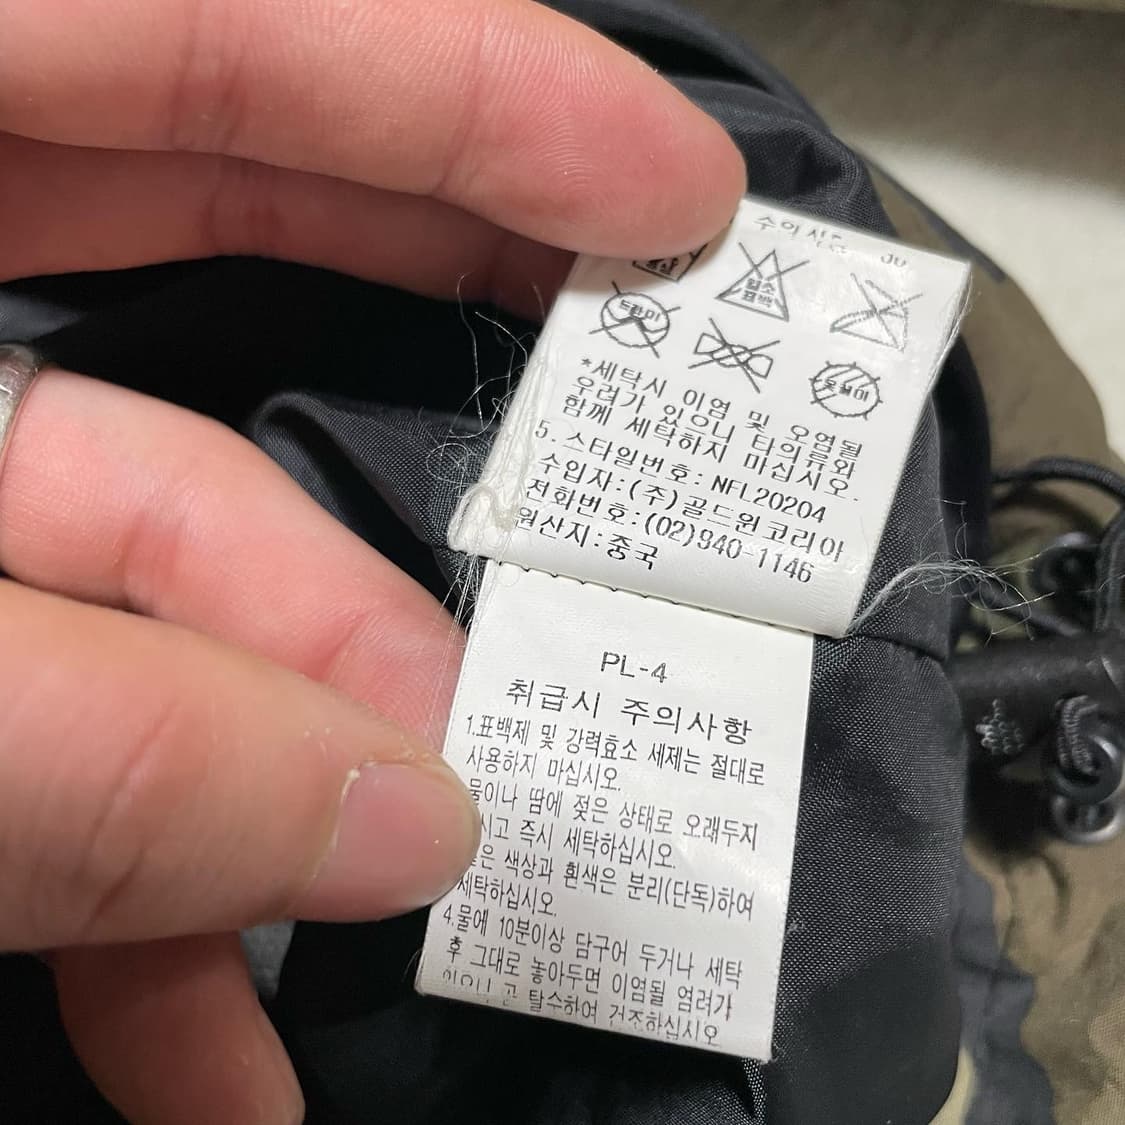 염소
표백
드라이
옷걸이
*세탁시 이염 및 오염될
우려가 있으니 타의류와
함께 세탁하지 마십시오.
5. 스타일번호: NFL20204
수입자:(주)골드윈코리아
전화번호:(02)940-1146
원산지:중국
PL-4
취급시 주의사항
1.표백제 및 강력효소 세제는 절대로
사용하지 마십시오.
물이나 땀에 젖은 상태로 오래두지
시고 즉시 세탁하십시오.
은 색상과 흰색은 분리(단독)하여
세탁하십시오.
4.물에 10분이상 담구어 두거나 세탁
후 그대로 놓아두면 이염될 염려가
있으니 곧 탈수하여 건조하십시오